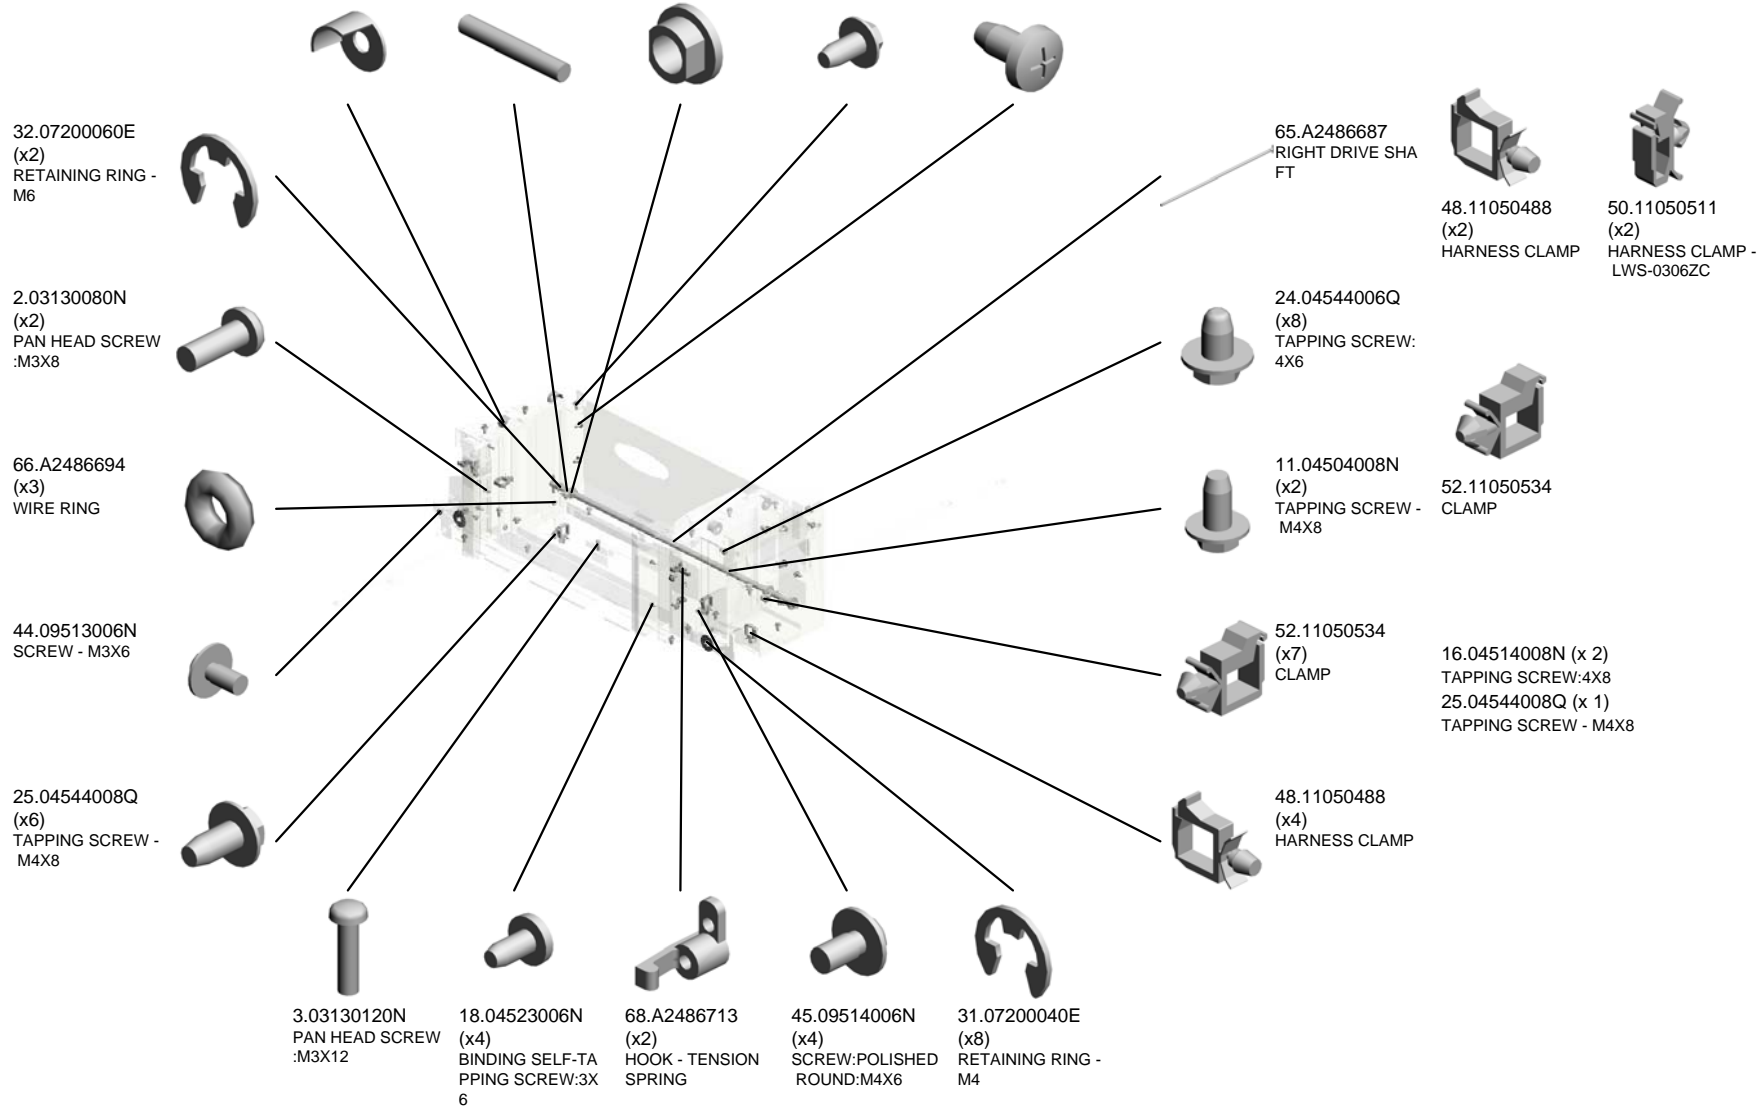 32.07200060E
(x2)
RETAINING RING -
M6
2.03130080N
(x2)
PAN HEAD SCREW
:M3X8
66.A2486694
(x3)
WIRE RING
44.09513006N
SCREW - M3X6
25.04544008Q
(x6)
TAPPING SCREW -
M4X8
3.03130120N
PAN HEAD SCREW
:M3X12
18.04523006N
(x4)
BINDING SELF-TA
PPING SCREW:3X
6
68.A2486713
(x2)
HOOK - TENSION
SPRING
45.09514006N
(x4)
SCREW:POLISHED
ROUND:M4X6
31.07200040E
(x8)
RETAINING RING -
M4
65.A2486687
RIGHT DRIVE SHA
FT
24.04544006Q
(x8)
TAPPING SCREW:
4X6
11.04504008N
(x2)
TAPPING SCREW -
M4X8
52.11050534
(x7)
CLAMP
48.11050488
(x4)
HARNESS CLAMP
48.11050488
(x2)
HARNESS CLAMP
50.11050511
(x2)
HARNESS CLAMP -
LWS-0306ZC
52.11050534
CLAMP
16.04514008N (x 2)
TAPPING SCREW:4X8
25.04544008Q (x 1)
TAPPING SCREW - M4X8